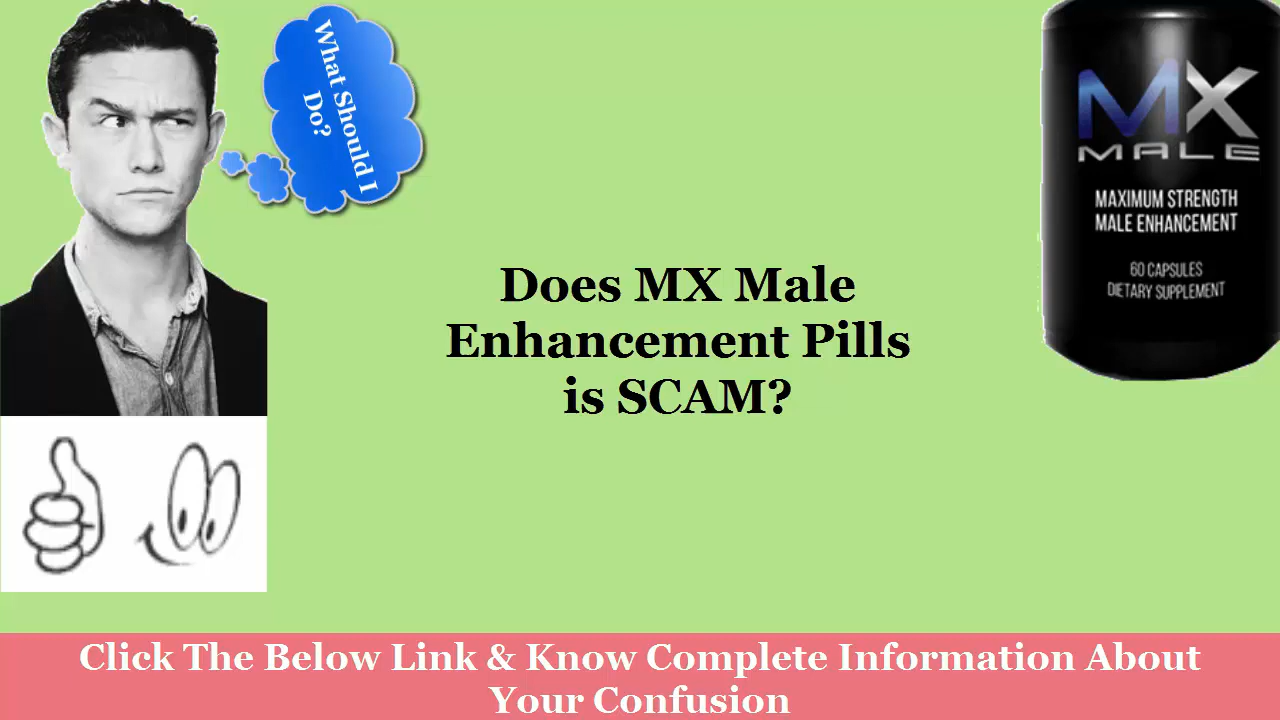 What Should I
Do?
MX
MALE
MAXIMUM STRENGTH
MALE ENHANCEMENT
60 CAPSULES
DIETARY SUPPLEMENT
Does MX Male
Enhancement Pills
is SCAM?
Click The Below Link & Know Complete Information About
Your Confusion